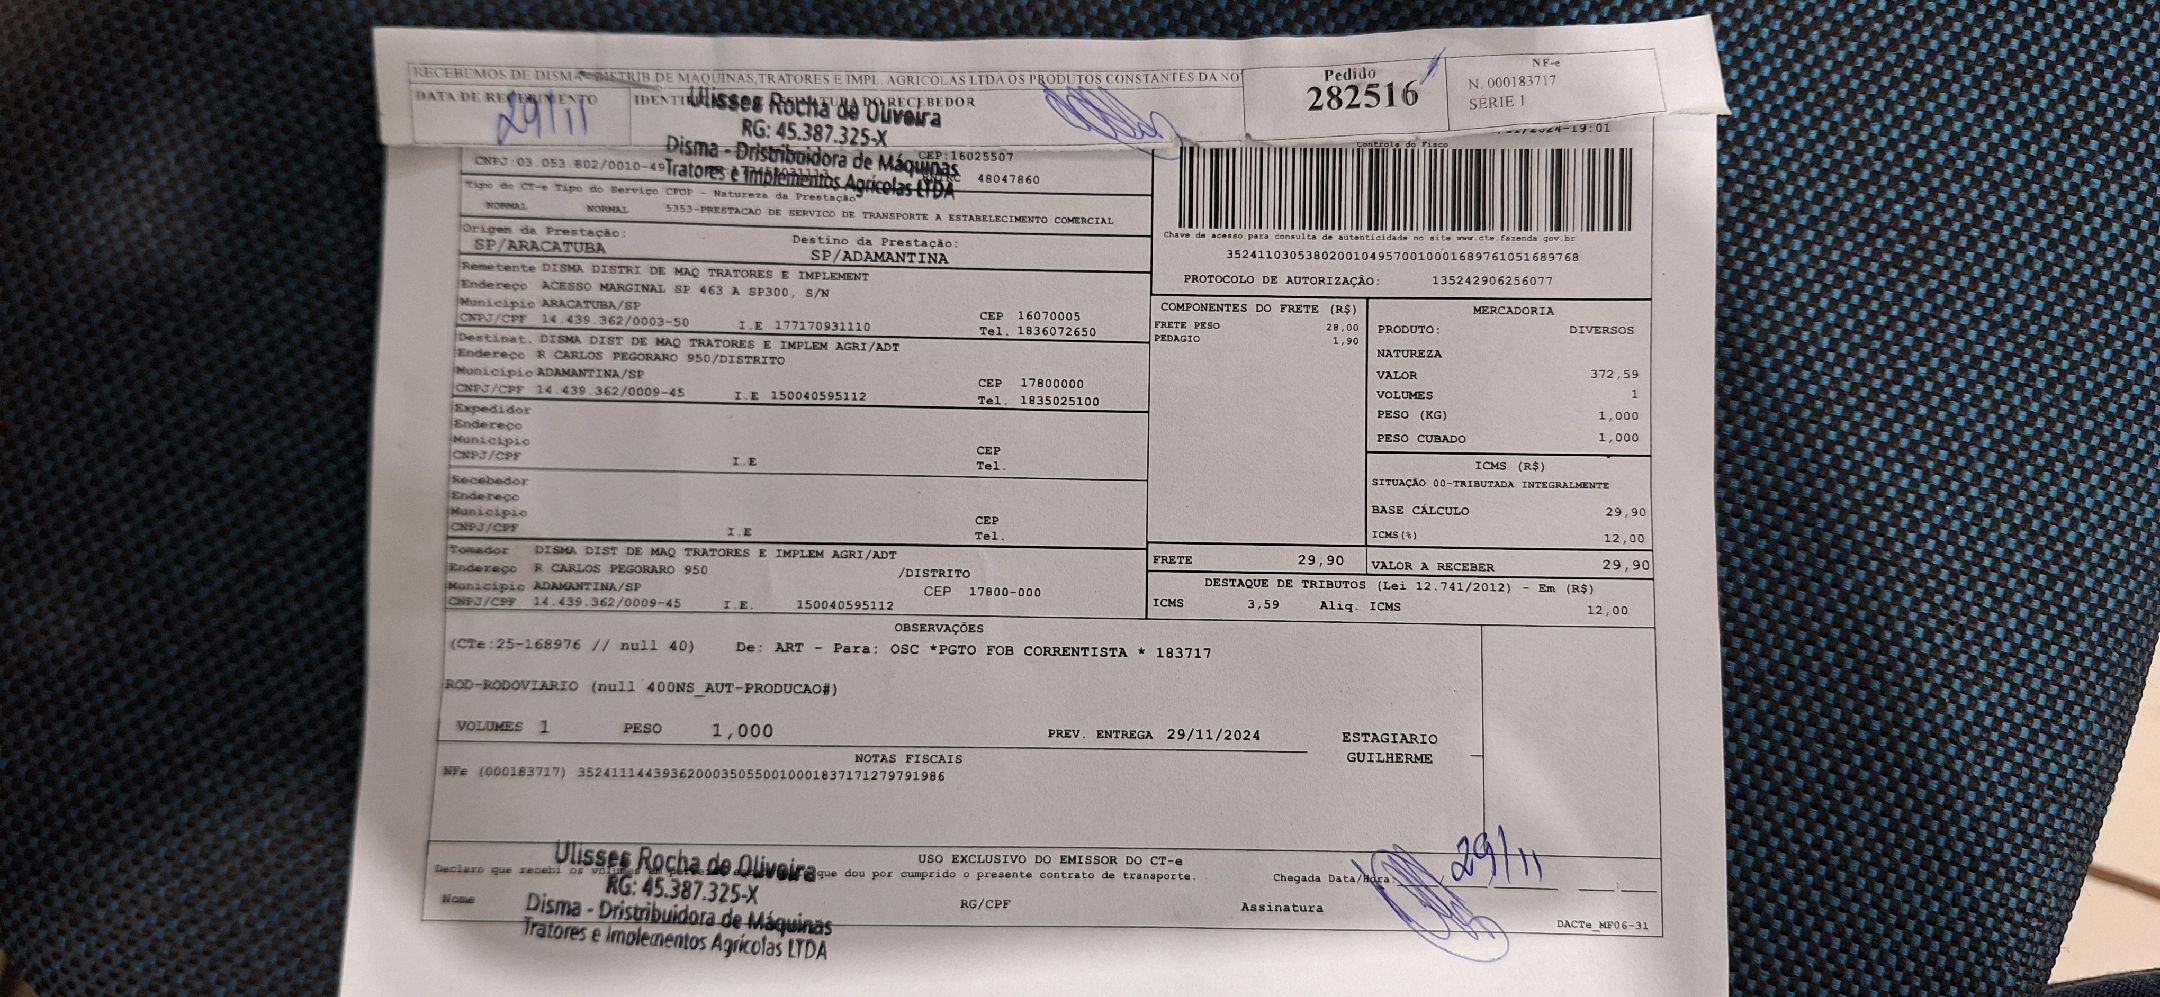 RECEBEMOS DE DISMA DISTRIB DE MAQUINAS,TRATORES E IMPL. AGRICOLAS LTDA OS PRODUTOS CONSTANTES DA NO
DATA DE RECEBIMENTO
29/11
DO RECEBEDOR
Ulisses Rocha de Oliveira
RG: 45.387.325-X
Disma - Dristribuidora de Máquinas
Tratores e Implementos Agrícolas LTDA
Pedido
282516
NF-e
N. 000183717
SÉRIE 1
2024-19:01
CNPJ:03.053.802/0010-49
CEP:16025507
48047860
Tipo do CT-e Tipo do Serviço CFOP - Natureza da Prestação
NORMAL NORMAL 5353-PRESTACAO DE SERVICO DE TRANSPORTE A ESTABELECIMENTO COMERCIAL
Origem da Prestação: Destino da Prestação:
SP/ARACATUBA SP/ADAMANTINA
Remetente DISMA DISTRI DE MAQ TRATORES E IMPLEMENT
Endereço ACESSO MARGINAL SP 463 A SP300, S/N
Município ARACATUBA/SP CEP 16070005
CNPJ/CPF 14.439.362/0003-50 I.E 177170931110 Tel. 1836072650
Destinat. DISMA DIST DE MAQ TRATORES E IMPLEM AGRI/ADT
Endereço R CARLOS PEGORARO 950/DISTRITO
Município ADAMANTINA/SP CEP 17800000
CNPJ/CPF 14.439.362/0009-45 I.E 150040595112 Tel. 1835025100
Expedidor
Endereço
Município CEP
CNPJ/CPF I.E Tel.
Recebedor
Endereço
Município CEP
CNPJ/CPF I.E Tel.
Tomador DISMA DIST DE MAQ TRATORES E IMPLEM AGRI/ADT
Endereço R CARLOS PEGORARO 950 /DISTRITO
Município ADAMANTINA/SP CEP 17800-000
CNPJ/CPF 14.439.362/0009-45 I.E. 150040595112
Controle do Fisco
Chave de acesso para consulta de autenticidade no site www.cte.fazenda.gov.br
35241103053802001049570010001689761051689768
PROTOCOLO DE AUTORIZAÇÃO: 135242906256077
COMPONENTES DO FRETE (R$)
FRETE PESO 28,00
PEDAGIO 1,90
MERCADORIA
PRODUTO: DIVERSOS
NATUREZA
VALOR 372,59
VOLUMES 1
PESO (KG) 1,000
PESO CUBADO 1,000
ICMS (R$)
SITUAÇÃO 00-TRIBUTADA INTEGRALMENTE
BASE CÁLCULO 29,90
ICMS(%) 12,00
FRETE 29,90 VALOR A RECEBER 29,90
DESTAQUE DE TRIBUTOS (Lei 12.741/2012) - Em (R$)
ICMS 3,59 Aliq. ICMS 12,00
OBSERVAÇÕES
(CTe:25-168976 // null 40) De: ART - Para: OSC *PGTO FOB CORRENTISTA * 183717
ROD-RODOVIARIO (null 400NS_AUT-PRODUCAO#)
VOLUMES 1 PESO 1,000 PREV. ENTREGA 29/11/2024 ESTAGIARIO
GUILHERME
NOTAS FISCAIS
NFe (000183717) 35241114439362000350550010001837171279791986
USO EXCLUSIVO DO EMISSOR DO CT-e
Declaro que recebi os que dou por cumprido o presente contrato de transporte.
Chegada Data/Hora: 29/11
Nome RG/CPF Assinatura
Ulisses Rocha de Oliveira
RG: 45.387.325-X
Disma - Dristribuidora de Máquinas
Tratores e Implementos Agrícolas LTDA
DACTe_MF06-31